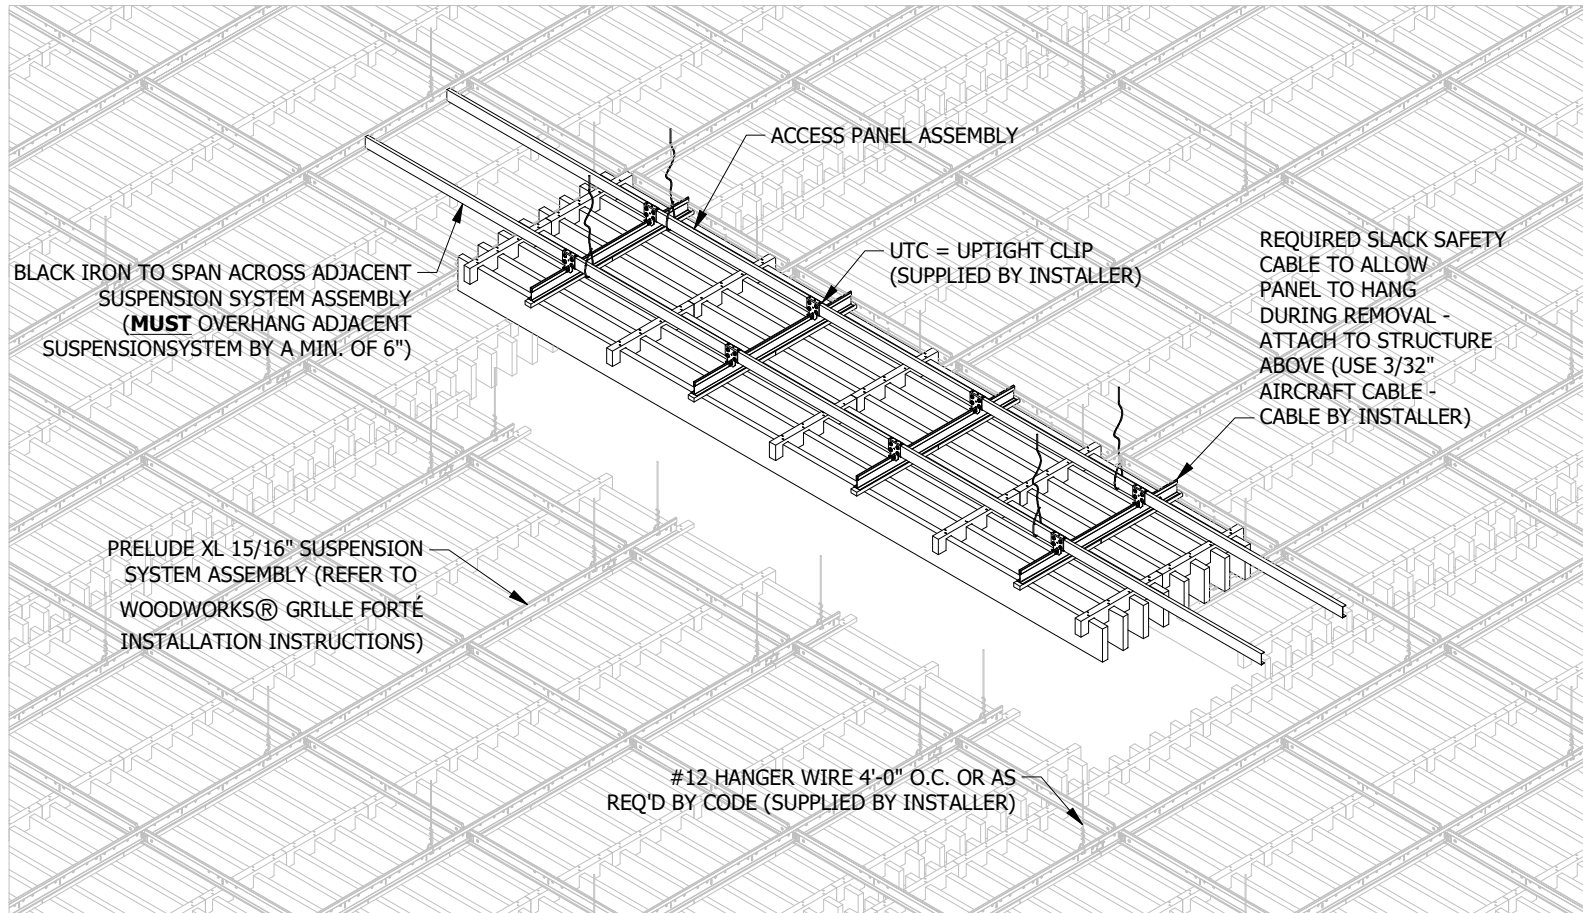 ACCESS PANEL ASSEMBLY
UTC = UPTIGHT CLIP
(SUPPLIED BY INSTALLER)
REQUIRED SLACK SAFETY
CABLE TO ALLOW
PANEL TO HANG
DURING REMOVAL -
ATTACH TO STRUCTURE
ABOVE (USE 3/32"
AIRCRAFT CABLE -
CABLE BY INSTALLER)
BLACK IRON TO SPAN ACROSS ADJACENT
SUSPENSION SYSTEM ASSEMBLY
(MUST OVERHANG ADJACENT
SUSPENSIONSYSTEM BY A MIN. OF 6")
PRELUDE XL 15/16" SUSPENSION
SYSTEM ASSEMBLY (REFER TO
WOODWORKS® GRILLE FORTÉ
INSTALLATION INSTRUCTIONS)
#12 HANGER WIRE 4'-0" O.C. OR AS
REQ'D BY CODE (SUPPLIED BY INSTALLER)